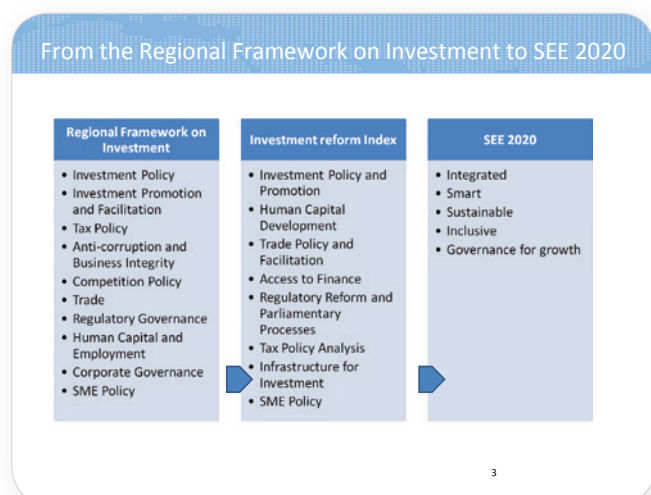 From the Regional Framework on Investment to SEE 2020
Regional Framework on
Investment
• Investment Policy
• Investment Promotion
and Facilitation
• Tax Policy
• Anti-corruption and
Business Integrity
• Competition Policy
• Trade
• Regulatory Governance
• Human Capital and
Employment
• Corporate Governance
• SME Policy
Investment reform Index
• Investment Policy and
Promotion
• Human Capital
Development
• Trade Policy and
Facilitation
• Access to Finance
• Regulatory Reform and
Parliamentary
Processes
• Tax Policy Analysis
• Infrastructure for
Investment
• SME Policy
SEE 2020
• Integrated
• Smart
• Sustainable
• Inclusive
• Governance for growth
3